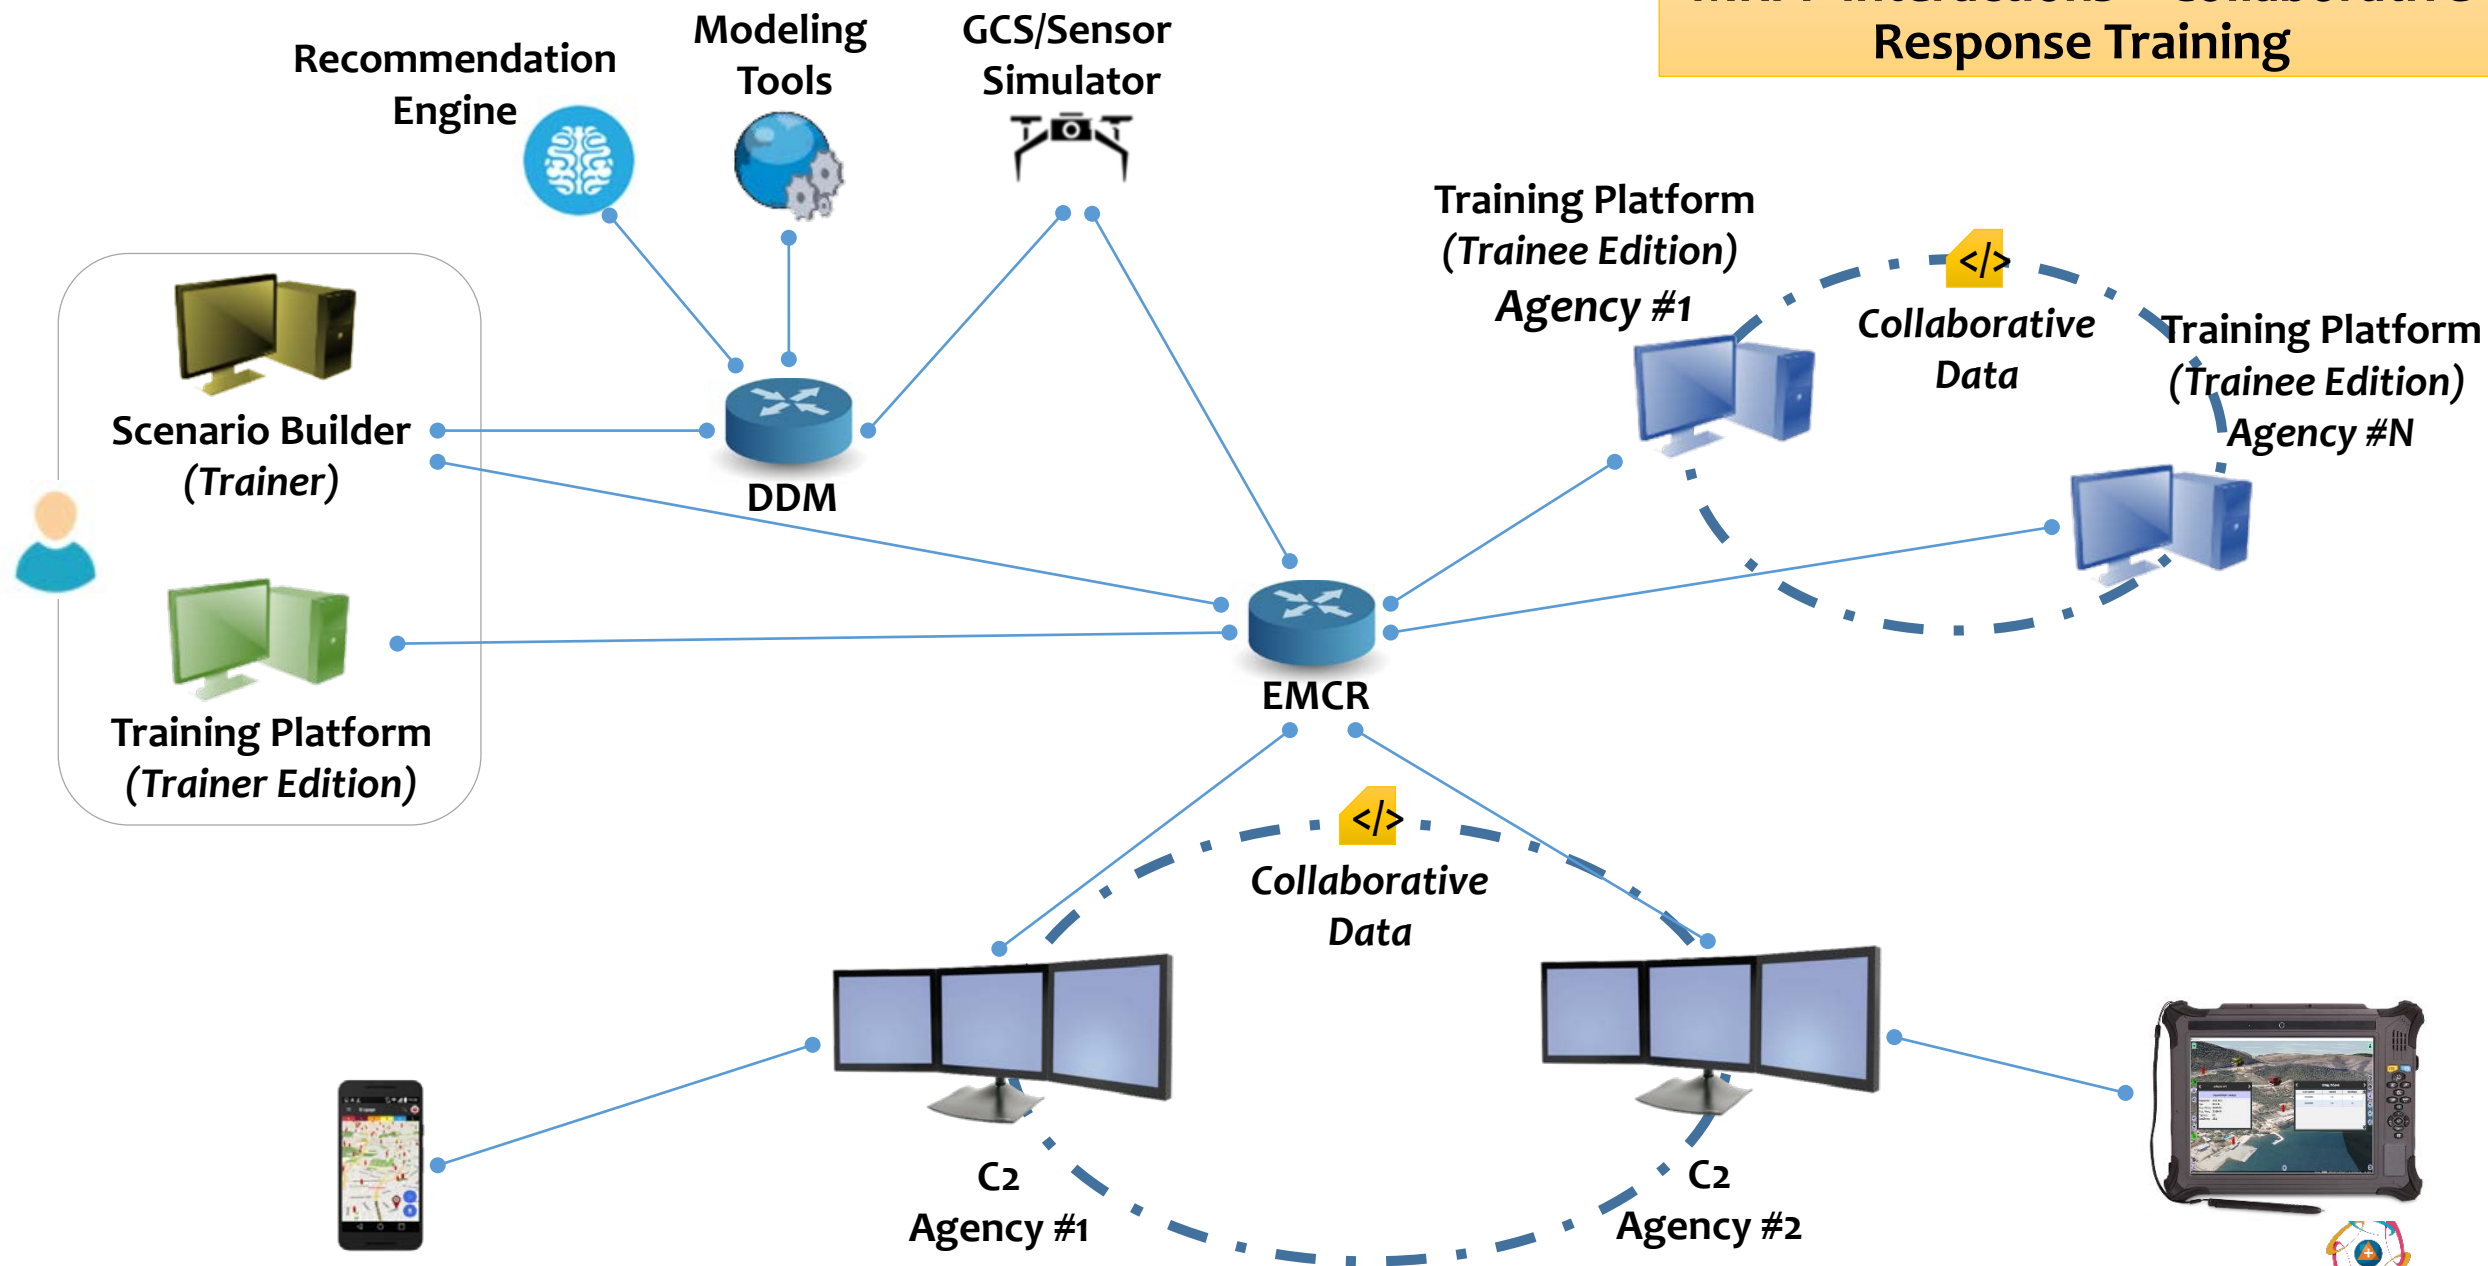 Response Training
Recommendation
Engine
Modeling
Tools
GCS/Sensor
Simulator
Training Platform
(Trainee Edition)
Agency #1
</>
Collaborative
Data
Training Platform
(Trainee Edition)
Agency #N
Scenario Builder
(Trainer)
DDM
Training Platform
(Trainer Edition)
EMCR
</>
Collaborative
Data
C2
Agency #1
C2
Agency #2